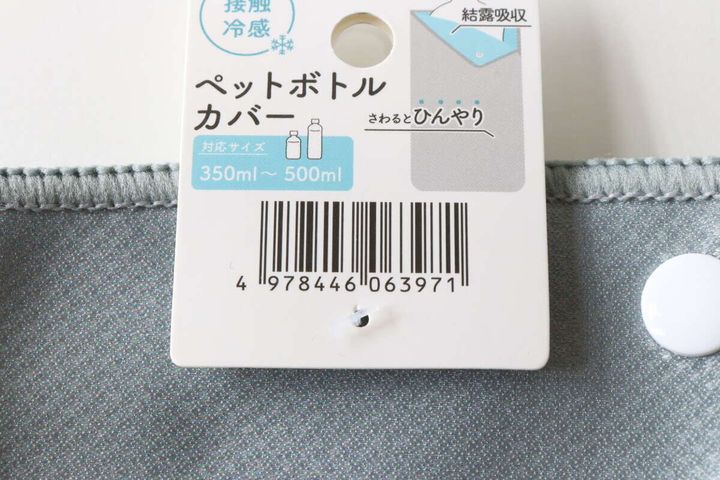 接触
冷感
結露吸収
ペットボトル
カバー
さわるとひんやり
対応サイズ
350ml～500ml
4 978446 063971